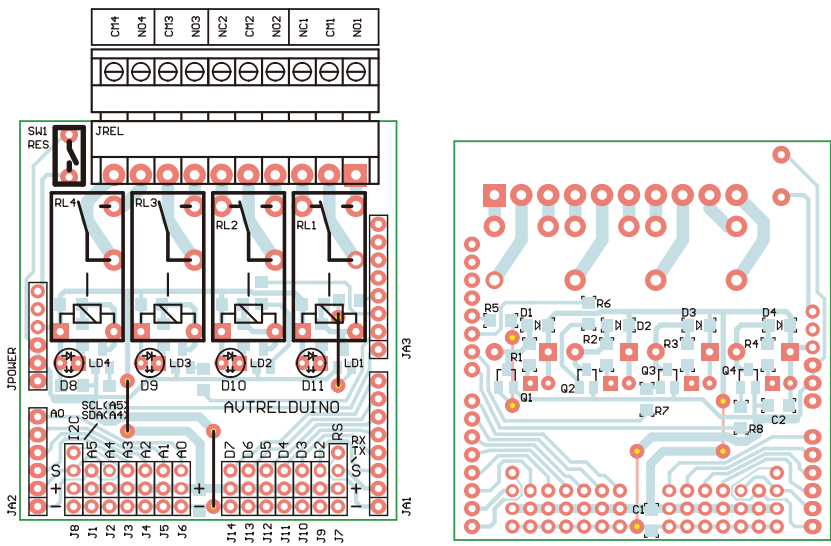 CM4 NO4 CM3 NO3 NC2 CM2 NO2 NC1 CM1 NO1
SW1
RES
JREL
RL4 RL3 RL2 RL1
JA3
JPOWER
LD4 LD3 LD2 LD1
D8 D9 D10 D11
AVTRELDUINO
A0
SCL(A5)
SDA(A4)
I2C A5 A4 A3 A2 A1 A0 D7 D6 D5 D4 D3 D2 RS
RX
TX
S S
+ + +
- - -
JA2 JA1
J8 J1 J2 J3 J4 J5 J6 J14 J13 J12 J11 J10 J9 J7
R5 D1 R6 D2 D3 D4
R1 R2 R3 R4
Q1 Q2 Q3 Q4
R7 R8 C2
C1